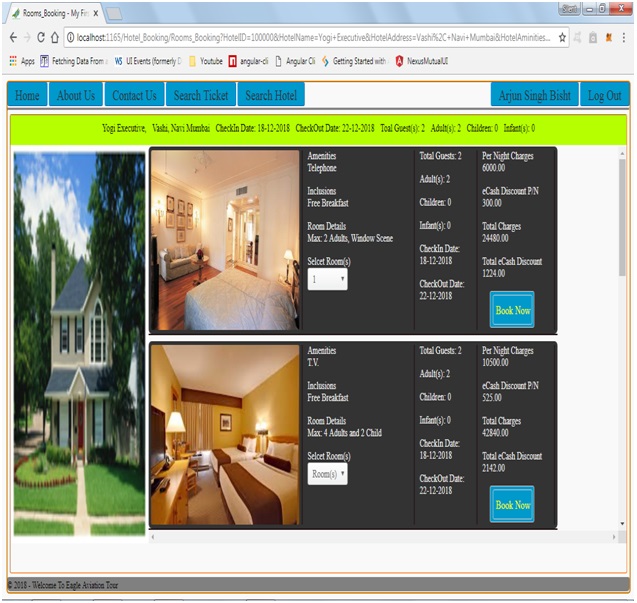 Rooms_Booking - My Fir
localhost:1165/Hotel_Booking/Rooms_Booking?HotelID=100000&HotelName=Yogi+Executive&HotelAddress=Vashi%2C+Navi+Mumbai&HotelAminities...
Apps Fetching Data From UI Events (formerly D Youtube angular-cli Angular Cli Getting Started with NexusMutualUI
Home About Us Contact Us Search Ticket Search Hotel Arjun Singh Bisht Log Out
Yogi Executive, Vashi, Navi Mumbai CheckIn Date: 18-12-2018 CheckOut Date: 22-12-2018 Toal Guest(s): 2 Adult(s): 2 Children: 0 Infant(s): 0
Amenities
Telephone
Inclusions
Free Breakfast
Room Details
Max: 2 Adults, Window Scene
Selcet Room(s)
1
Total Guests: 2
Adult(s): 2
Children: 0
Infant(s): 0
CheckIn Date:
18-12-2018
CheckOut Date:
22-12-2018
Per Night Charges
6000.00
eCash Discount P/N
300.00
Total Charges
24480.00
Total eCash Discount
1224.00
Book Now
Amenities
T.V.
Inclusions
Free Breakfast
Room Details
Max: 4 Adults and 2 Child
Selcet Room(s)
Room(s)
Total Guests: 2
Adult(s): 2
Children: 0
Infant(s): 0
CheckIn Date:
18-12-2018
CheckOut Date:
22-12-2018
Per Night Charges
10500.00
eCash Discount P/N
525.00
Total Charges
42840.00
Total eCash Discount
2142.00
Book Now
© 2018 - Welcome To Eagle Aviation Tour